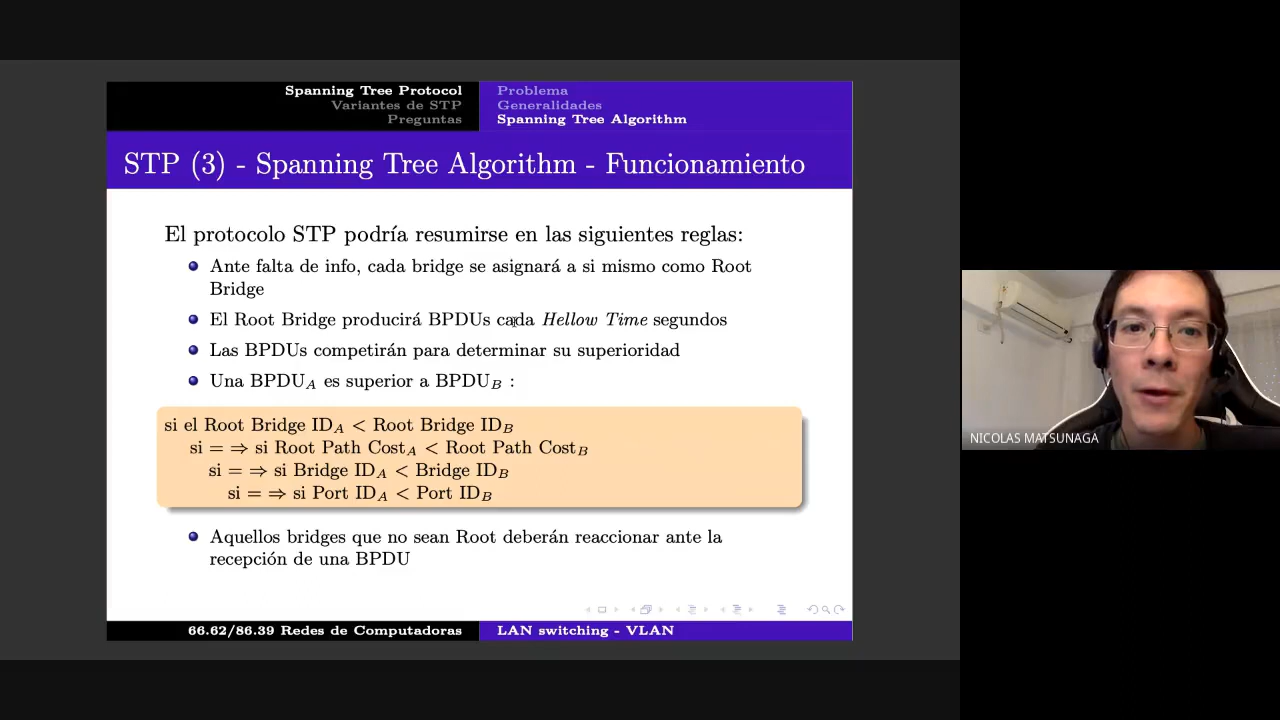 Spanning Tree Protocol
Variantes de STP
Preguntas
Problema
Generalidades
Spanning Tree Algorithm
STP (3) - Spanning Tree Algorithm - Funcionamiento
El protocolo STP podría resumirse en las siguientes reglas:
Ante falta de info, cada bridge se asignará a si mismo como Root
Bridge
El Root Bridge producirá BPDUs cada Hellow Time segundos
Las BPDUs competirán para determinar su superioridad
Una BPDU_A es superior a BPDU_B :
si el Root Bridge ID_A < Root Bridge ID_B
si = ⇒ si Root Path Cost_A < Root Path Cost_B
si = ⇒ si Bridge ID_A < Bridge ID_B
si = ⇒ si Port ID_A < Port ID_B
Aquellos bridges que no sean Root deberán reaccionar ante la
recepción de una BPDU
66.62/86.39 Redes de Computadoras
LAN switching - VLAN
NICOLAS MATSUNAGA